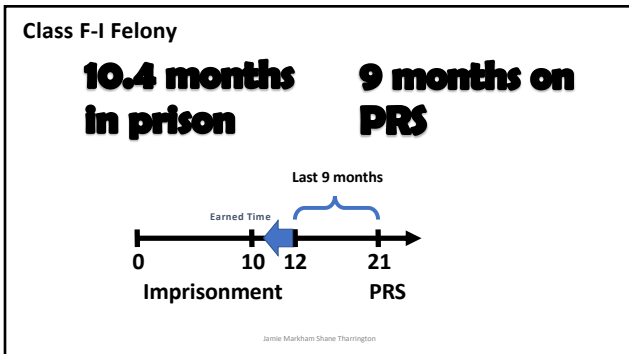 Class F-I Felony
10.4 months
in prison
9 months on
PRS
Last 9 months
Earned Time
0
10
12
21
Imprisonment
PRS
Jamie Markham Shane Tharrington